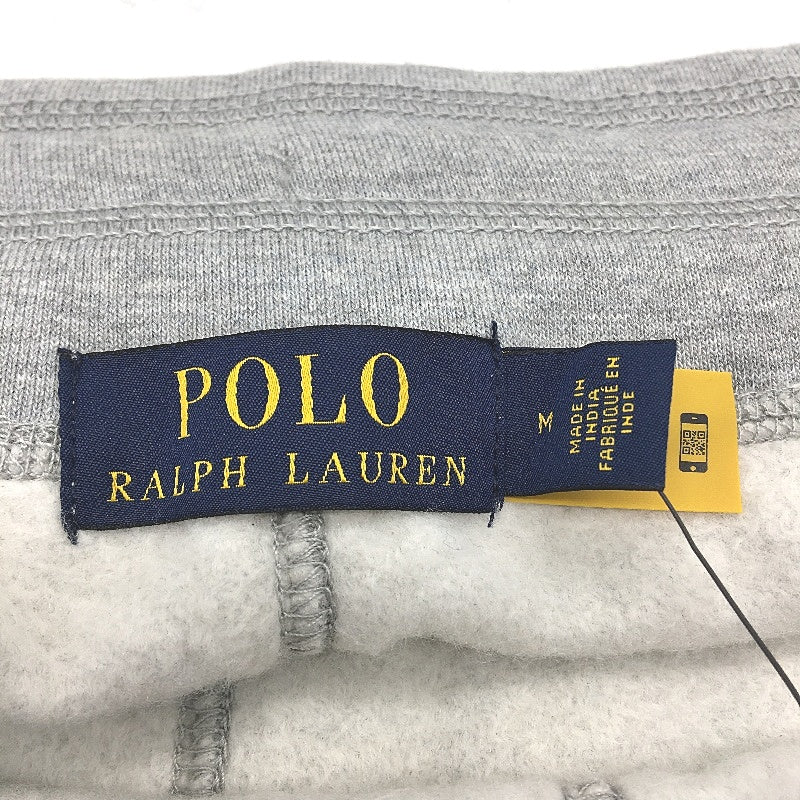 POLO
RALPH LAUREN
M
MADE IN
INDIA
FABRIQUÉ EN
INDE